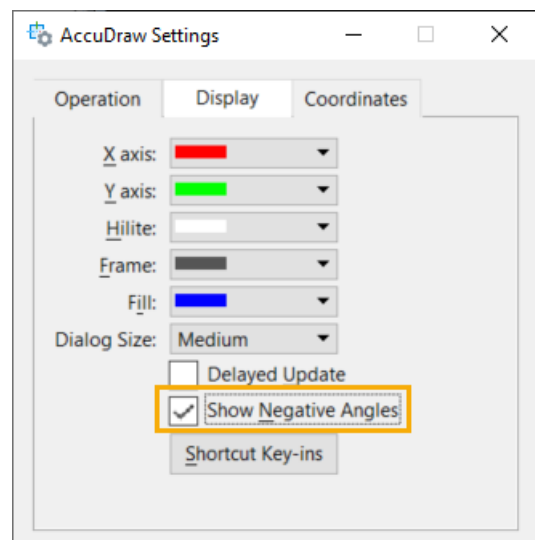 AccuDraw Settings
Operation Display Coordinates
X axis:
Y axis:
Hilite:
Frame:
Fill:
Dialog Size: Medium
Delayed Update
Show Negative Angles
Shortcut Key-ins